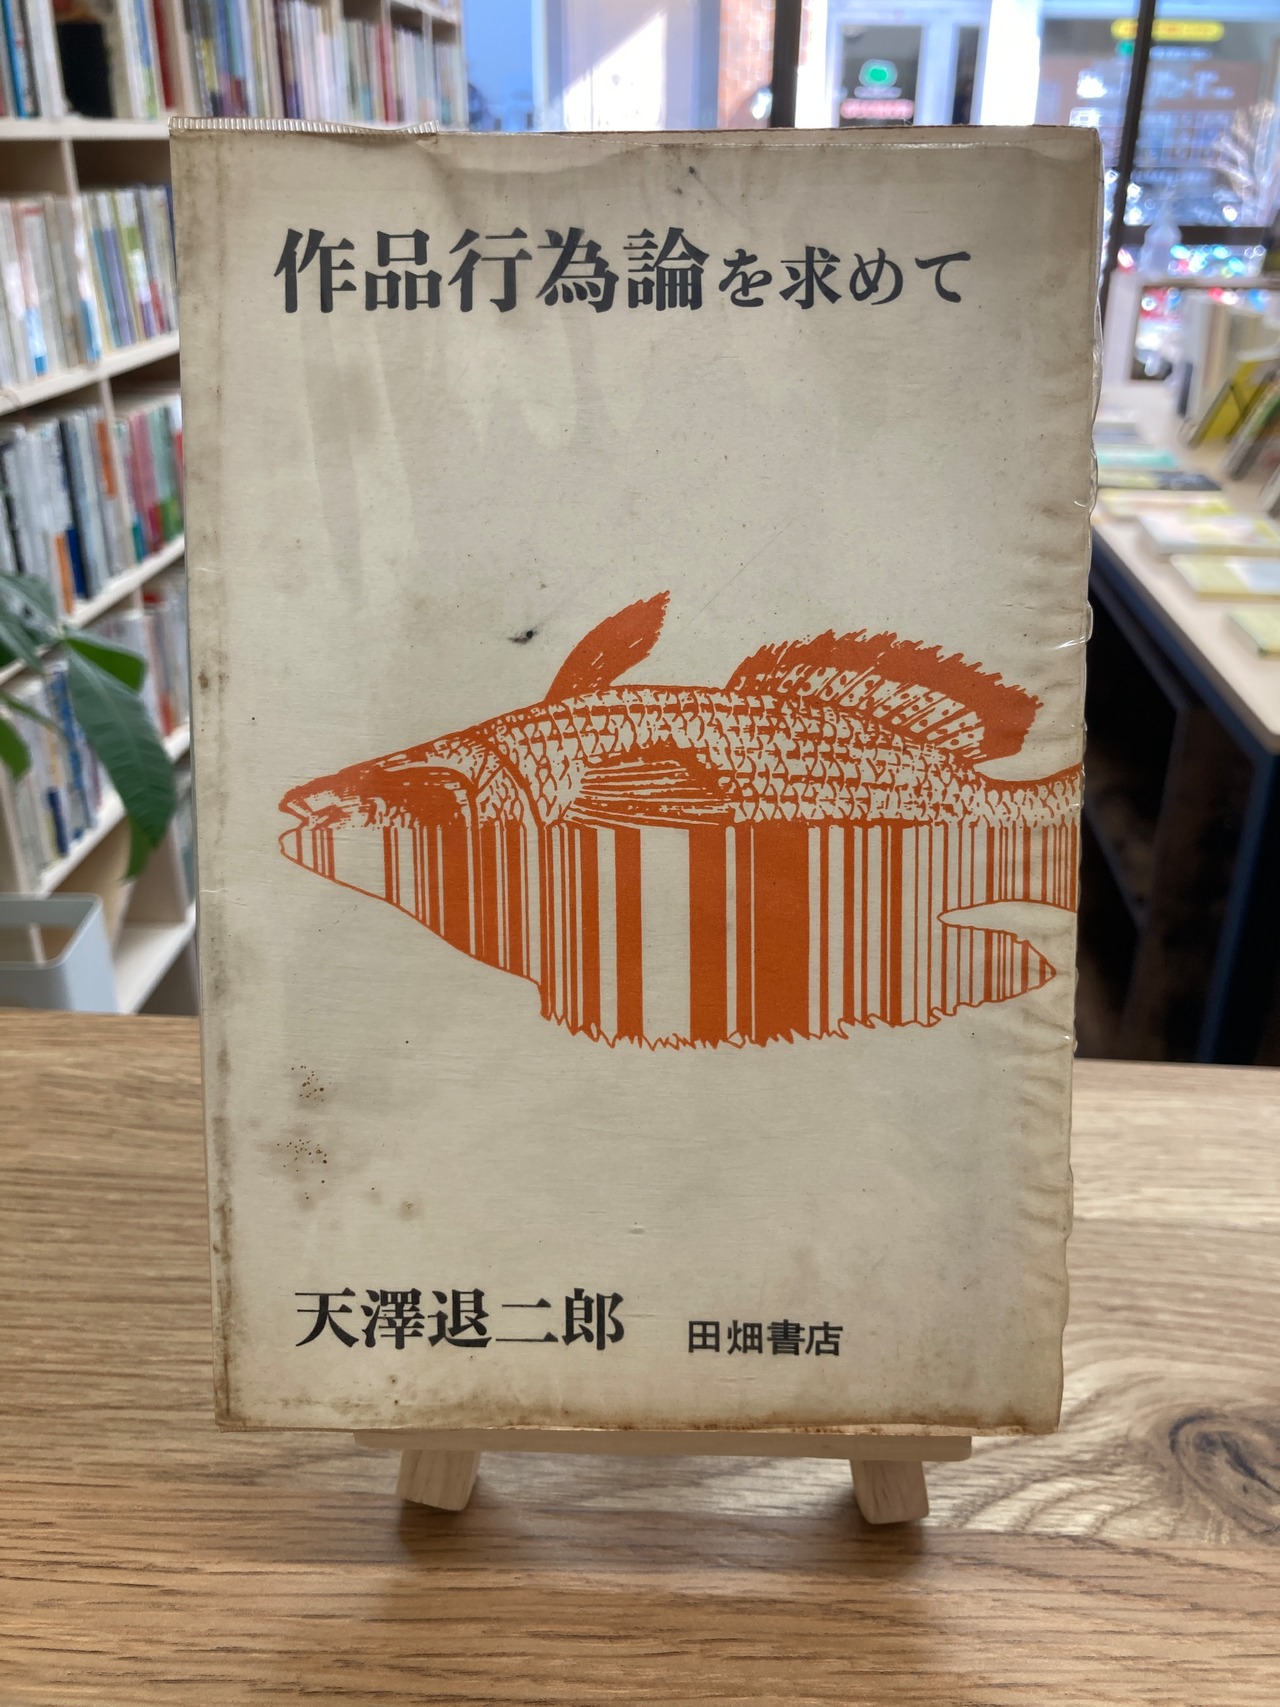 作品行為論を求めて
天澤退二郎
田畑書店